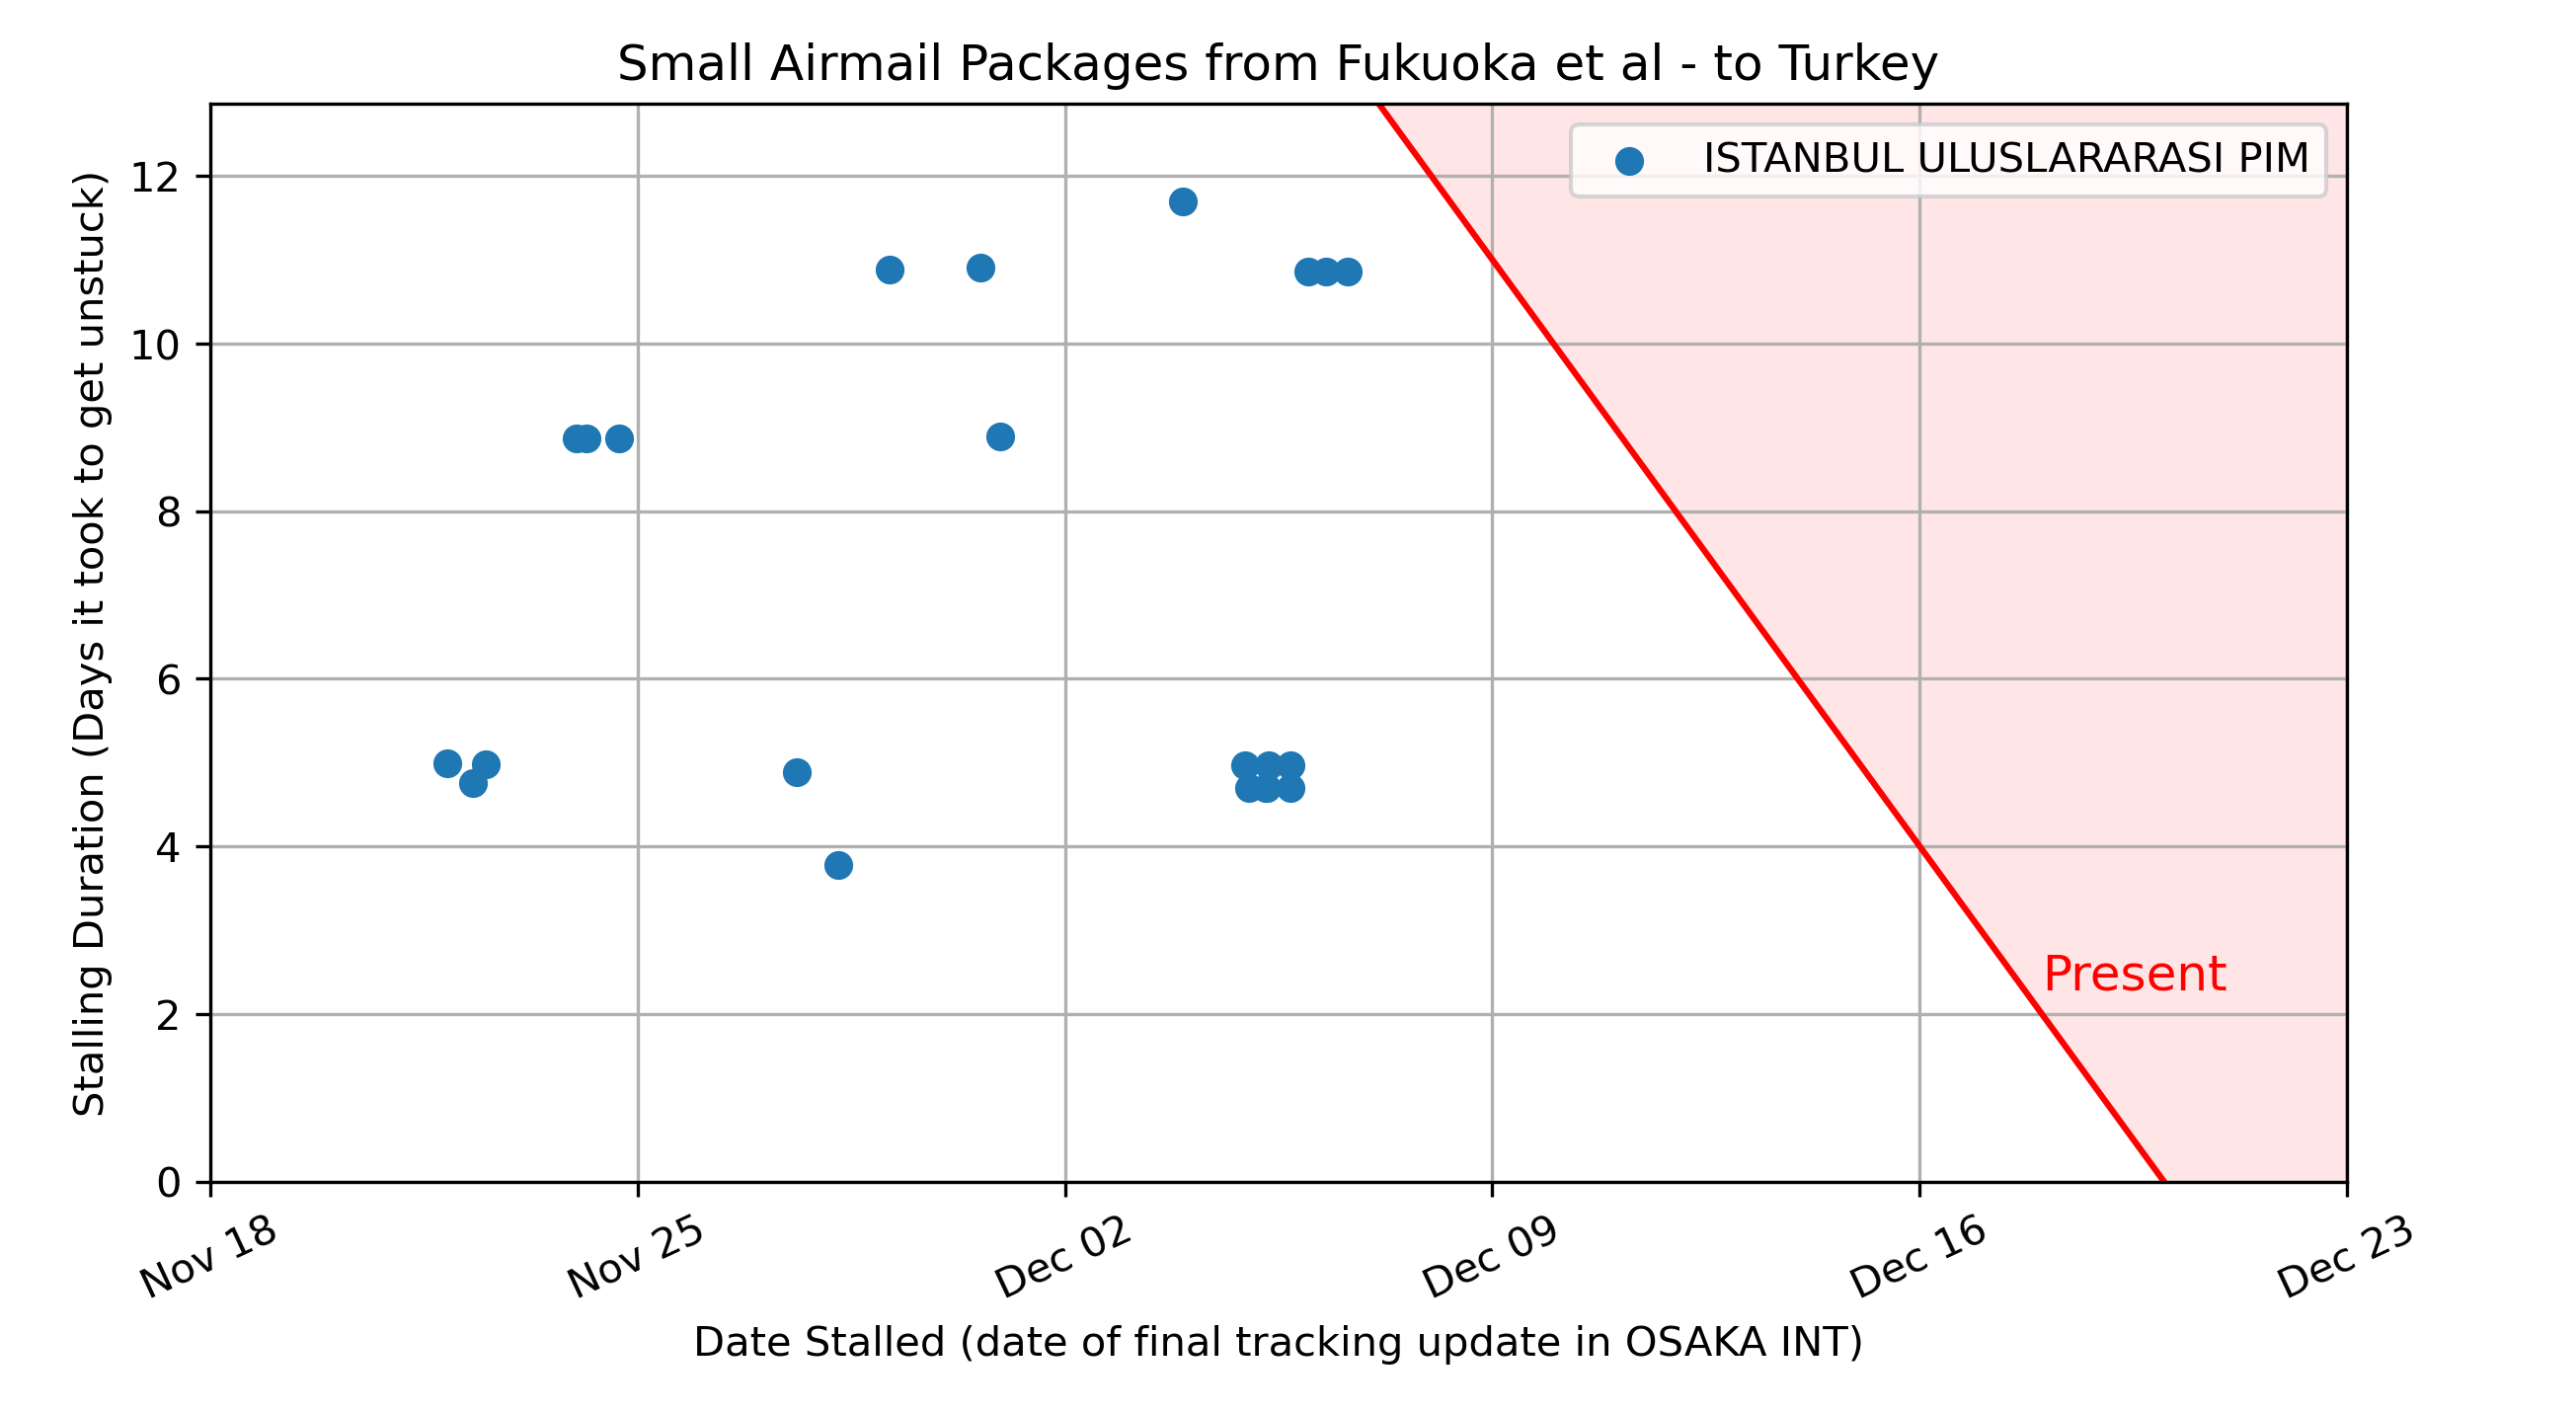 Small Airmail Packages from Fukuoka et al - to Turkey
ISTANBUL ULUSLARARASI PIM
Stalling Duration (Days it took to get unstuck)
12
10
8
6
4
2
0
Present
Nov 18
Nov 25
Dec 02
Dec 09
Dec 16
Dec 23
Date Stalled (date of final tracking update in OSAKA INT)